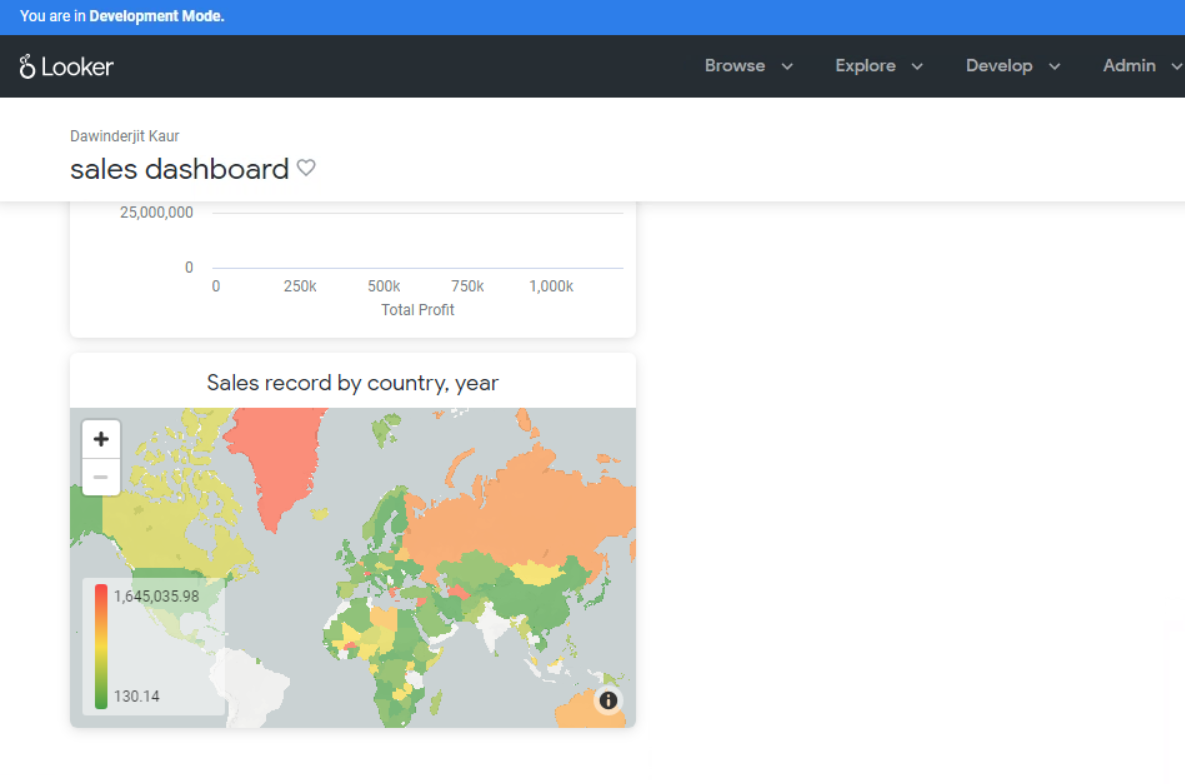 You are in Development Mode.
Looker
Browse
Explore
Develop
Admin
Dawinderjit Kaur
sales dashboard
25,000,000
0
0
250k
500k
750k
1,000k
Total Profit
Sales record by country, year
+
−
1,645,035.98
130.14
i